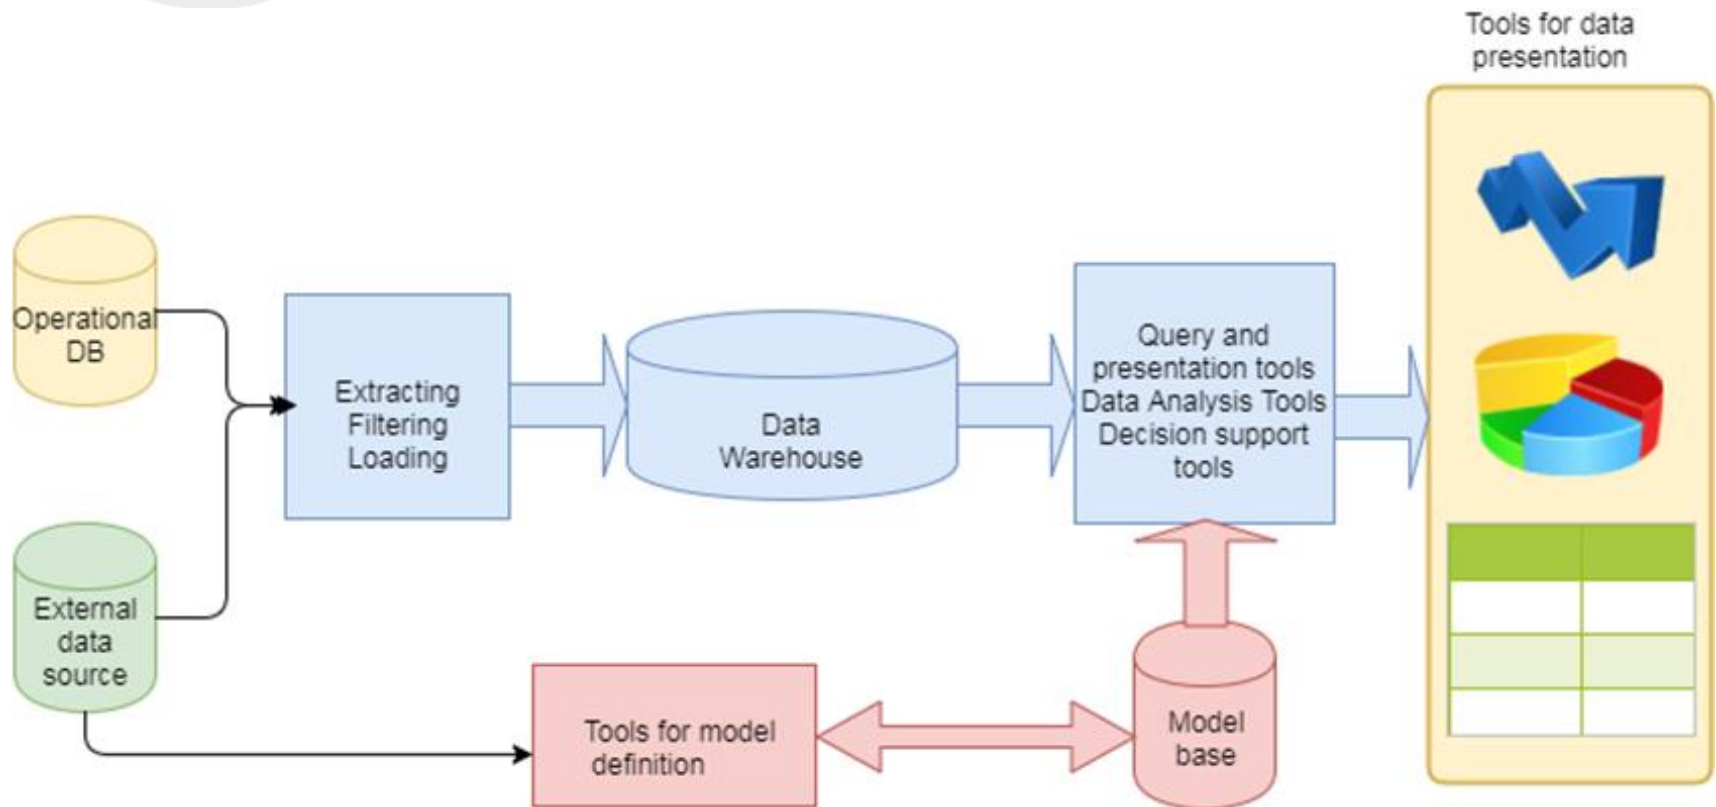 Tools for data
presentation
Operational
DB
Extracting
Filtering
Loading
Data
Warehouse
Query and
presentation tools
Data Analysis Tools
Decision support
tools
External
data
source
Tools for model
definition
Model
base